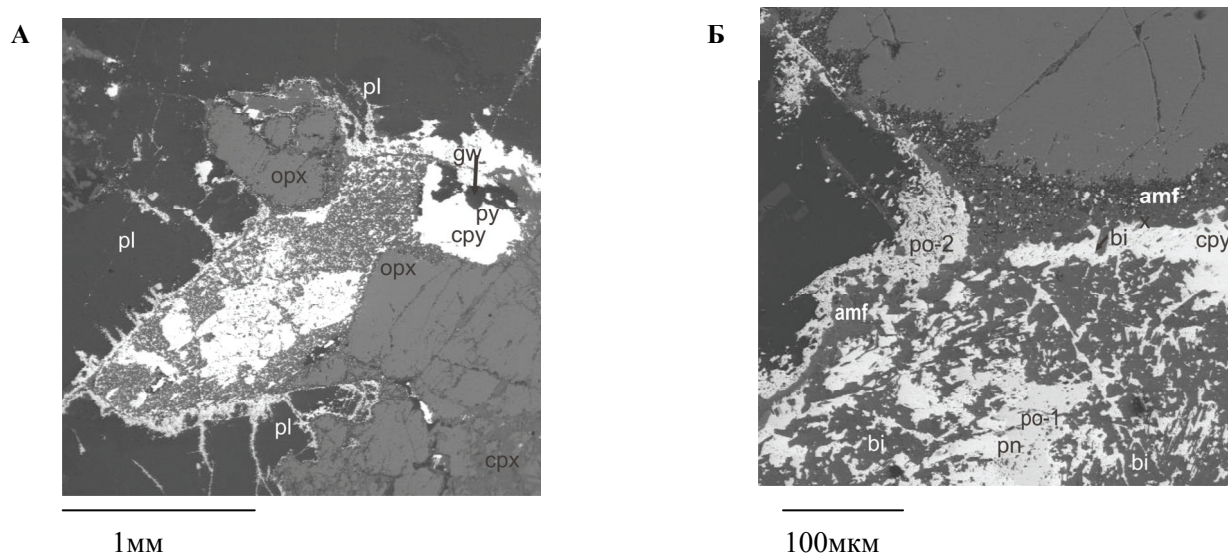 А
pl
gw
opx
py
cpy
pl
opx
pl
cpx
1мм
Б
amf
x
bi
cpy
po-2
amf
po-1
bi
pn
bi
100мкм